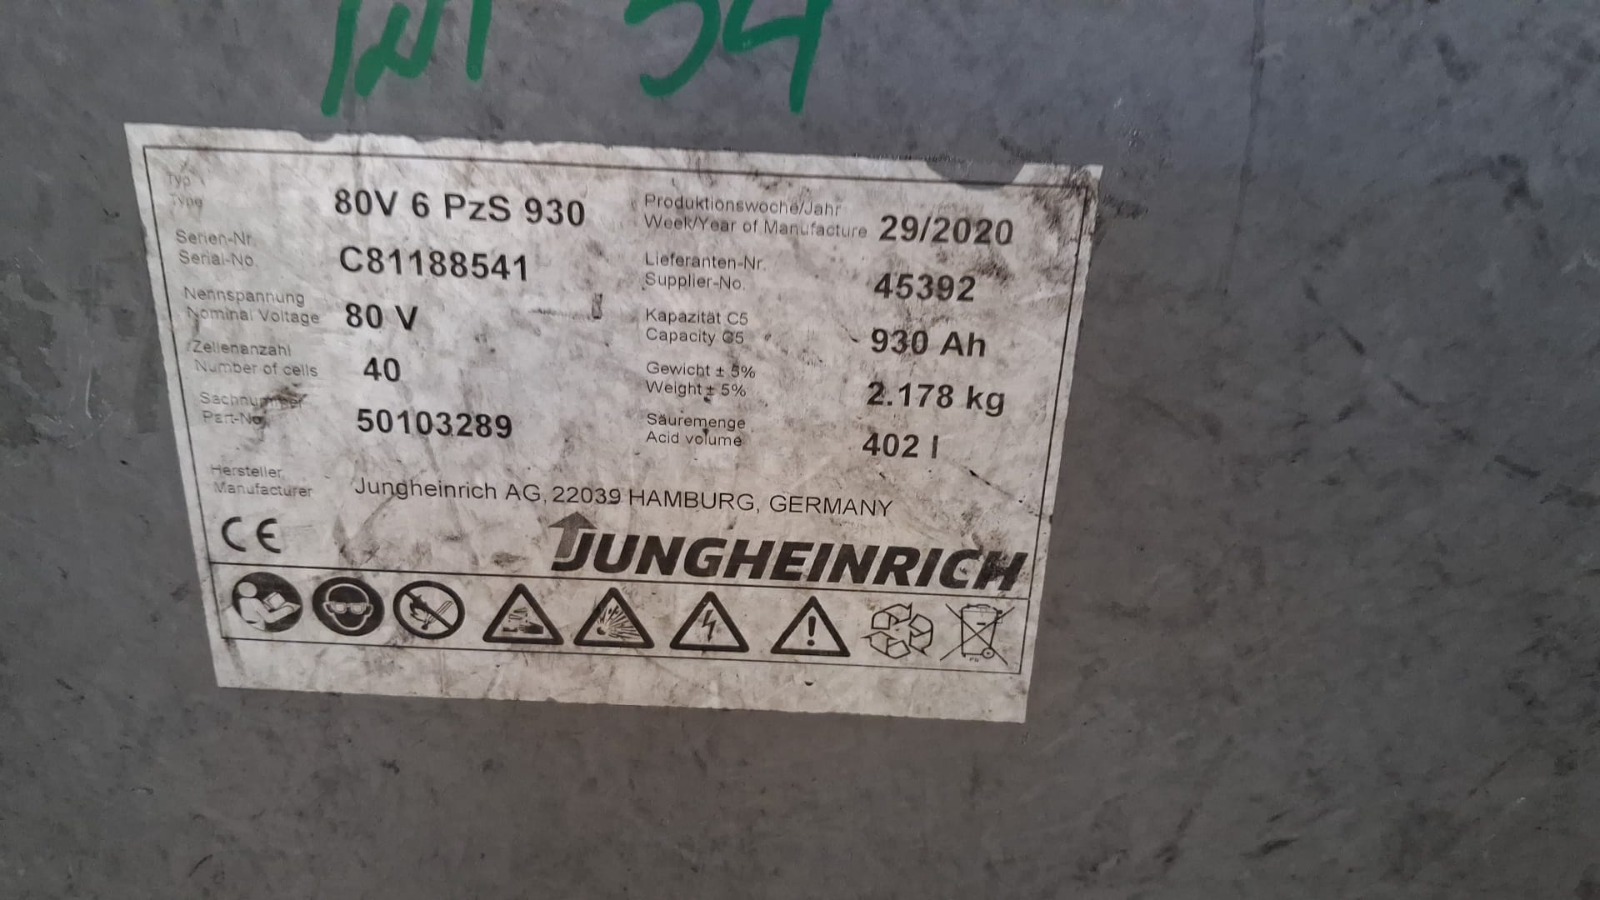 54
Typ
Type
80V 6 PzS 930
Produktionswoche/Jahr
Week/Year of Manufacture
29/2020
Serien-Nr.
Serial-No.
C81188541
Lieferanten-Nr.
Supplier-No.
45392
Nennspannung
Nominal Voltage
80 V
Kapazität C5
Capacity C5
930 Ah
Zellenanzahl
Number of cells
40
Gewicht ± 5%
Weight ± 5%
2.178 kg
Sachnummer
Part-No.
50103289
Säuremenge
Acid volume
402 l
Hersteller
Manufacturer
Jungheinrich AG, 22039 HAMBURG, GERMANY
CE
JUNGHEINRICH